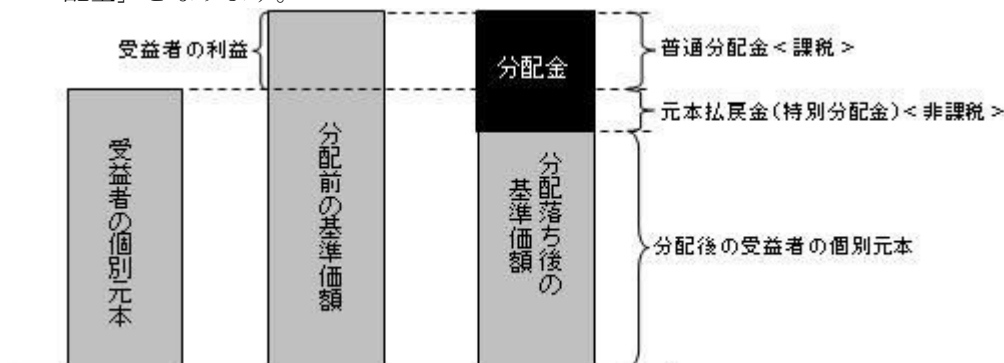 配金」となります。
受益者の利益
分配金
普通分配金<課税>
元本払戻金(特別分配金)<非課税>
受益者の個別元本
分配前の基準価額
分配落ち後の
基準価額
分配後の受益者の個別元本